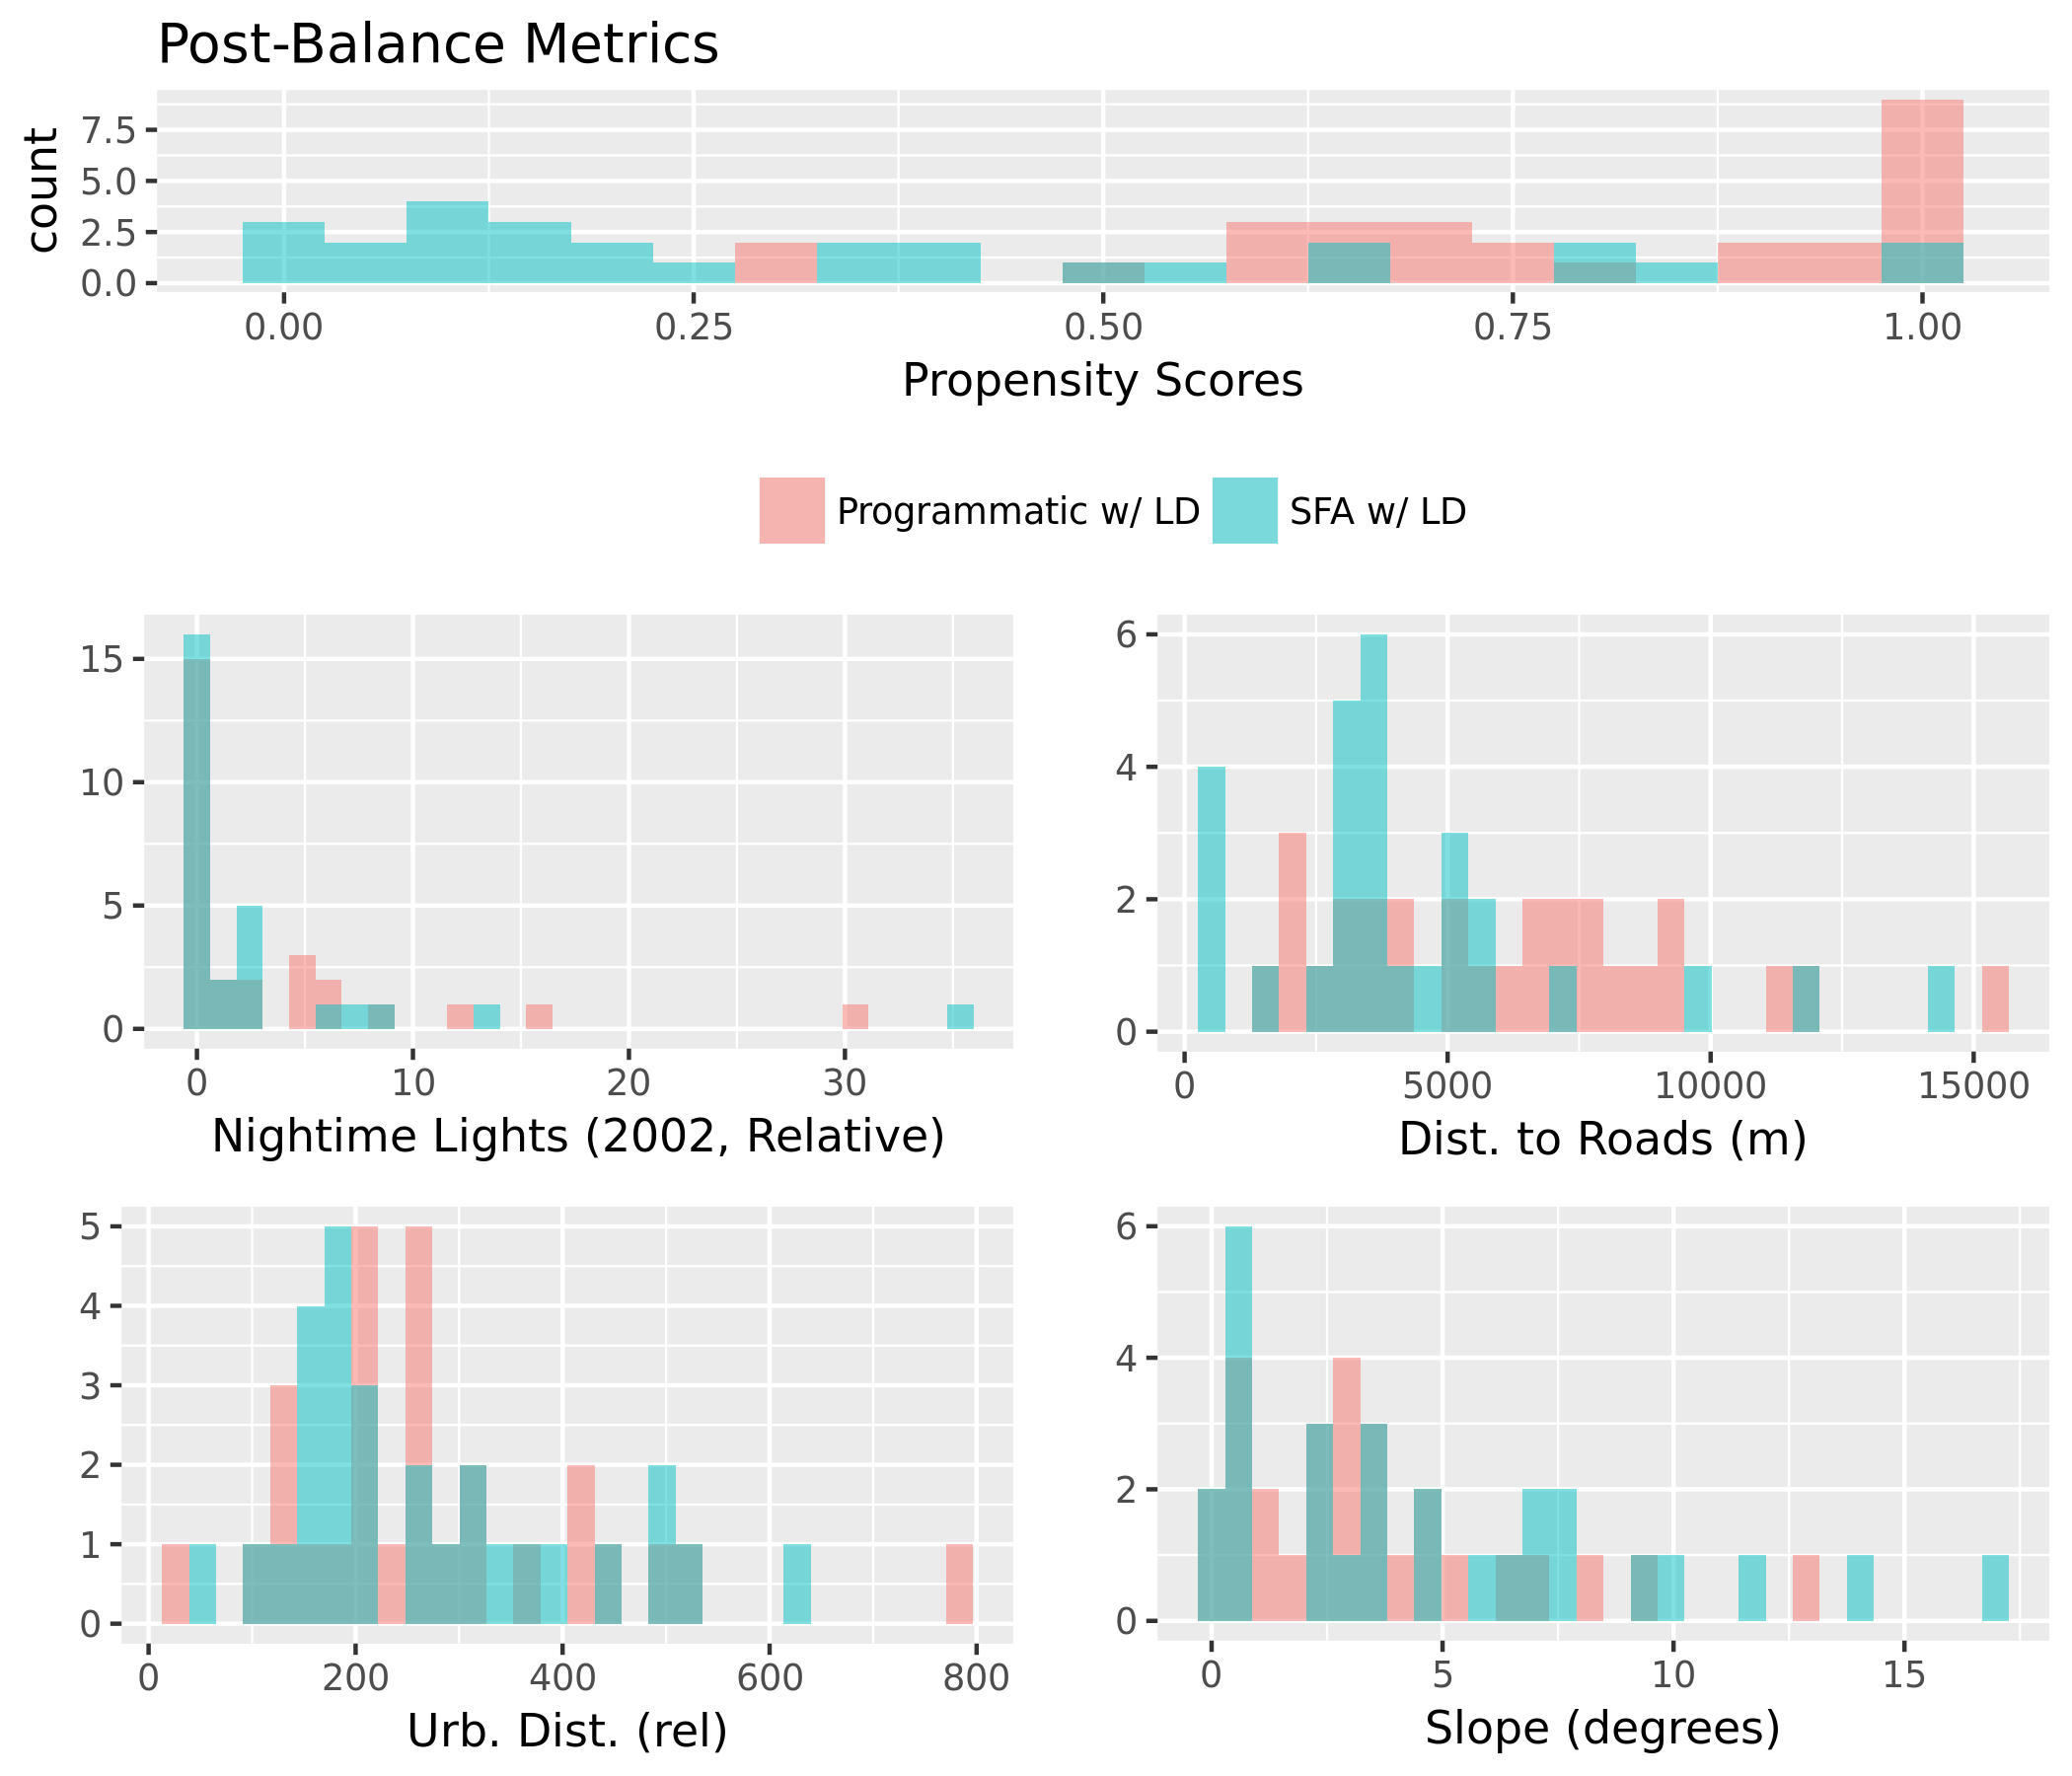 Post-Balance Metrics
count
7.5
5.0
2.5
0.0
0.00 0.25 0.50 0.75 1.00
Propensity Scores
Programmatic w/ LD SFA w/ LD
15
10
5
0
0 10 20 30
Nightime Lights (2002, Relative)
6
4
2
0
0 5000 10000 15000
Dist. to Roads (m)
5
4
3
2
1
0
0 200 400 600 800
Urb. Dist. (rel)
6
4
2
0
0 5 10 15
Slope (degrees)